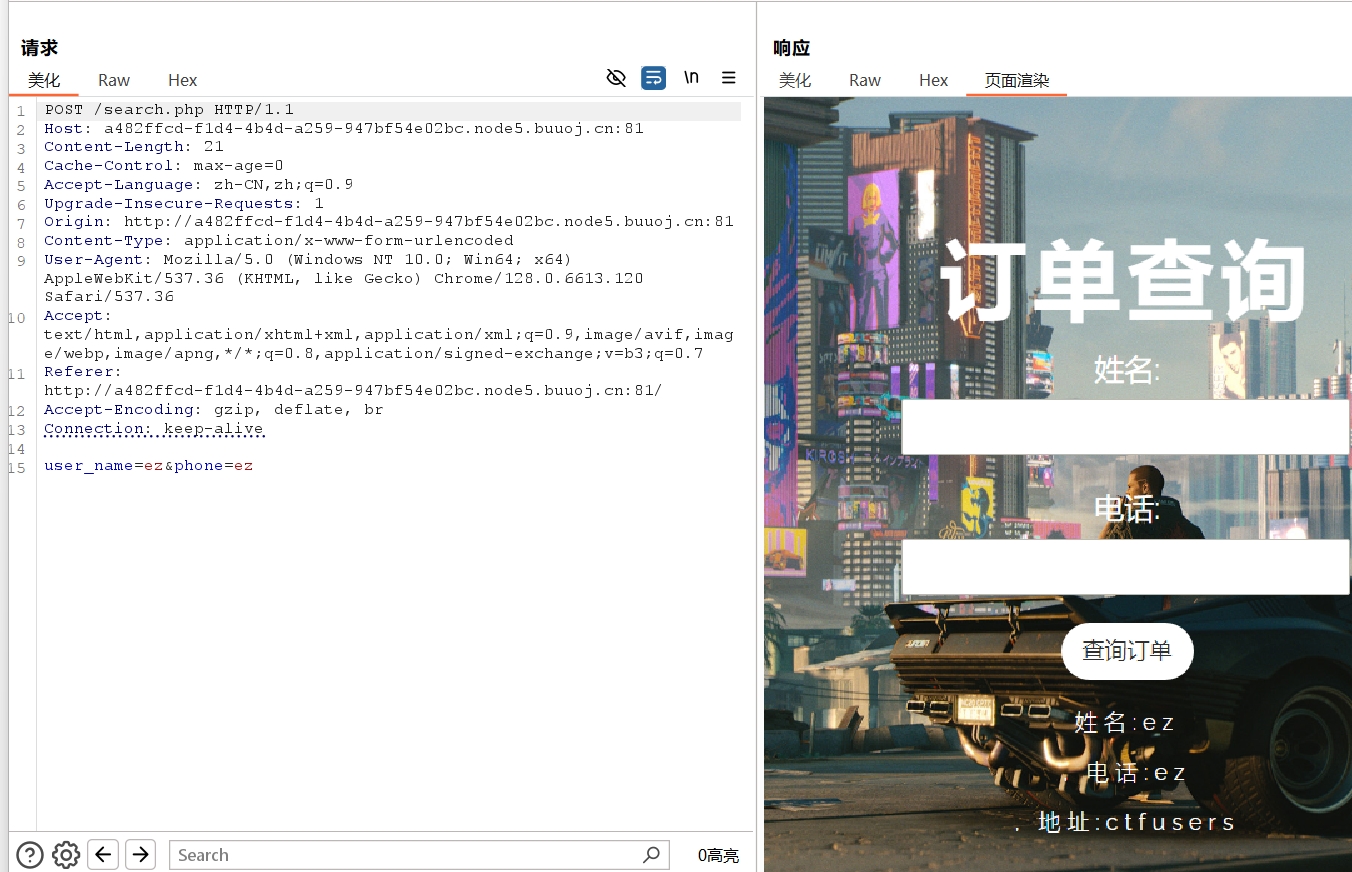 请求
美化 Raw Hex
\n
1 POST /search.php HTTP/1.1
2 Host: a482ffcd-f1d4-4b4d-a259-947bf54e02bc.node5.buuoj.cn:81
3 Content-Length: 21
4 Cache-Control: max-age=0
5 Accept-Language: zh-CN,zh;q=0.9
6 Upgrade-Insecure-Requests: 1
7 Origin: http://a482ffcd-f1d4-4b4d-a259-947bf54e02bc.node5.buuoj.cn:81
8 Content-Type: application/x-www-form-urlencoded
9 User-Agent: Mozilla/5.0 (Windows NT 10.0; Win64; x64)
AppleWebKit/537.36 (KHTML, like Gecko) Chrome/128.0.6613.120
Safari/537.36
10 Accept:
text/html,application/xhtml+xml,application/xml;q=0.9,image/avif,imag
e/webp,image/apng,*/*;q=0.8,application/signed-exchange;v=b3;q=0.7
11 Referer:
http://a482ffcd-f1d4-4b4d-a259-947bf54e02bc.node5.buuoj.cn:81/
12 Accept-Encoding: gzip, deflate, br
13 Connection: keep-alive
14
15 user_name=ez&phone=ez
Search
0高亮
响应
美化 Raw Hex 页面渲染
订单查询
姓名:
KIROSHI
电话:
查询订单
姓名:ez
电话:ez
. 地址:ctfusers